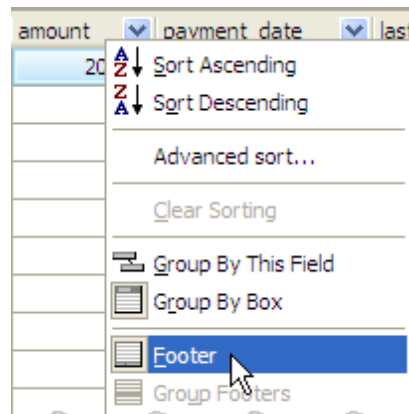 amount payment_date last
20
Sort Ascending
Sort Descending
Advanced sort...
Clear Sorting
Group By This Field
Group By Box
Footer
Group Footers